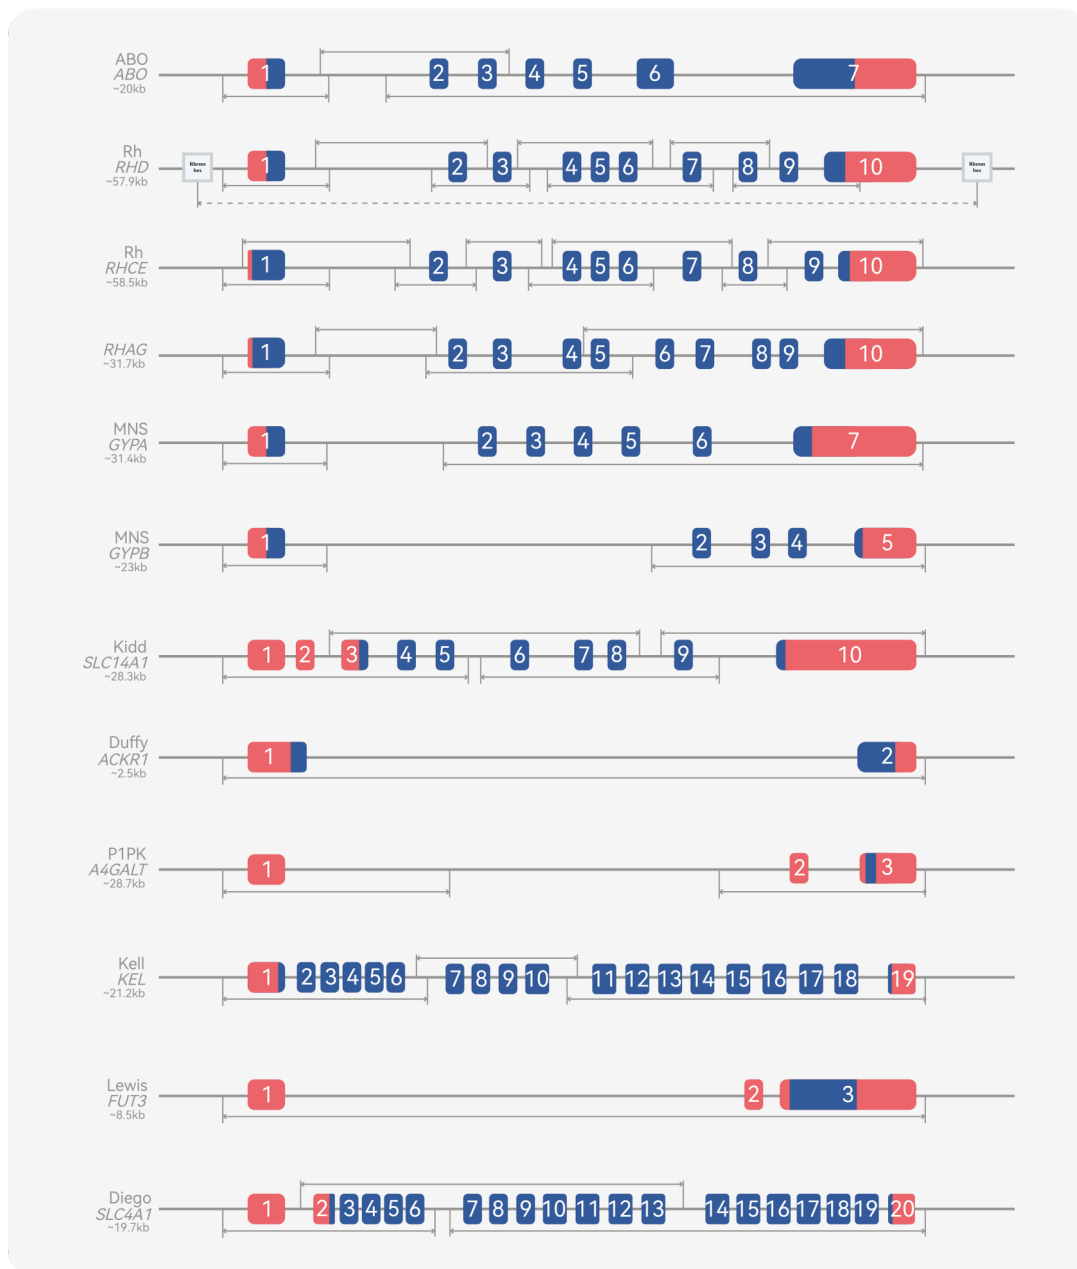 ABO
ABO
~20kb
1 2 3 4 5 6 7
Rh
RHD
~57.9kb
Rhesus
box
1 2 3 4 5 6 7 8 9 10
Rhesus
box
Rh
RHCE
~58.5kb
1 2 3 4 5 6 7 8 9 10
RHAG
~31.7kb
1 2 3 4 5 6 7 8 9 10
MNS
GYPA
~31.4kb
1 2 3 4 5 6 7
MNS
GYPB
~23kb
1 2 3 4 5
Kidd
SLC14A1
~28.3kb
1 2 3 4 5 6 7 8 9 10
Duffy
ACKR1
~2.5kb
1 2
P1PK
A4GALT
~28.7kb
1 2 3
Kell
KEL
~21.2kb
1 2 3 4 5 6 7 8 9 10 11 12 13 14 15 16 17 18 19
Lewis
FUT3
~8.5kb
1 2 3
Diego
SLC4A1
~19.7kb
1 2 3 4 5 6 7 8 9 10 11 12 13 14 15 16 17 18 19 20